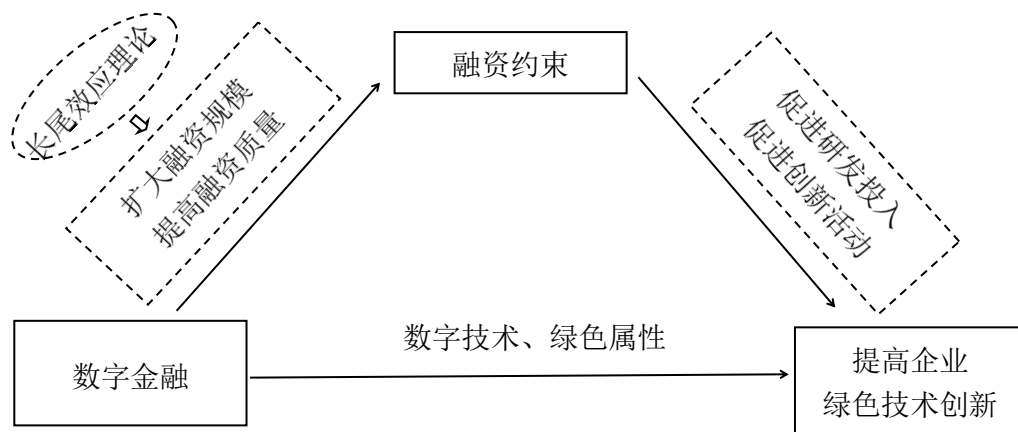 长尾效应理论
扩大融资规模
提高融资质量
融资约束
促进研发投入
促进创新活动
数字金融
数字技术、绿色属性
提高企业
绿色技术创新